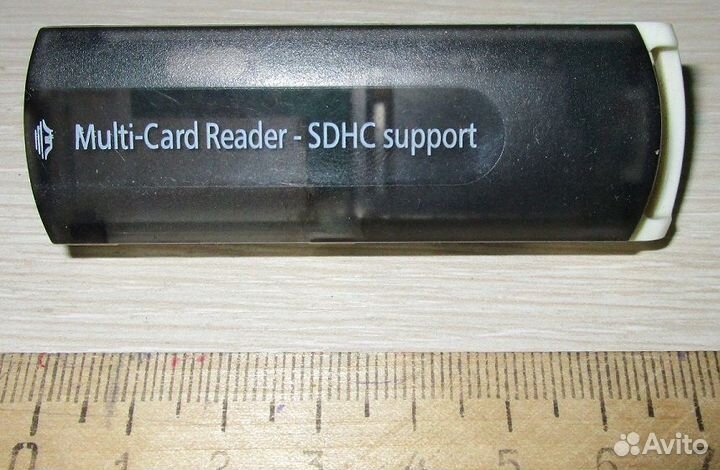 Multi-Card Reader - SDHC support
0 1 2 3 4 5 6
Avito